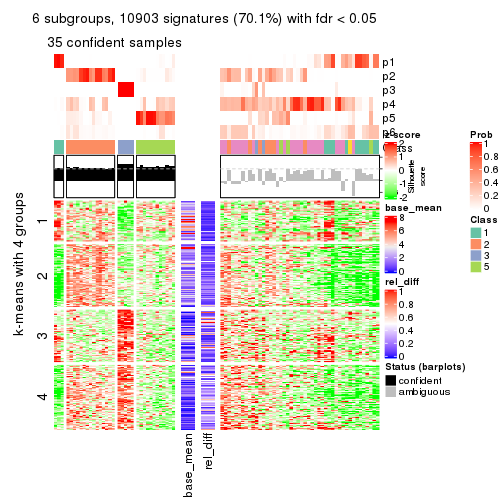 6 subgroups, 10903 signatures (70.1%) with fdr < 0.05
35 confident samples
p1
p2
p3
p4
p5
p6
Class
Silhouette
score
k-means with 4 groups
1
2
3
4
base_mean
rel_diff
z-score
2
1
0
-1
-2
base_mean
8
6
4
2
0
rel_diff
1
0.8
0.6
0.4
0.2
0
Status (barplots)
confident
ambiguous
Prob
1
0.8
0.6
0.4
0.2
0
Class
1
2
3
5